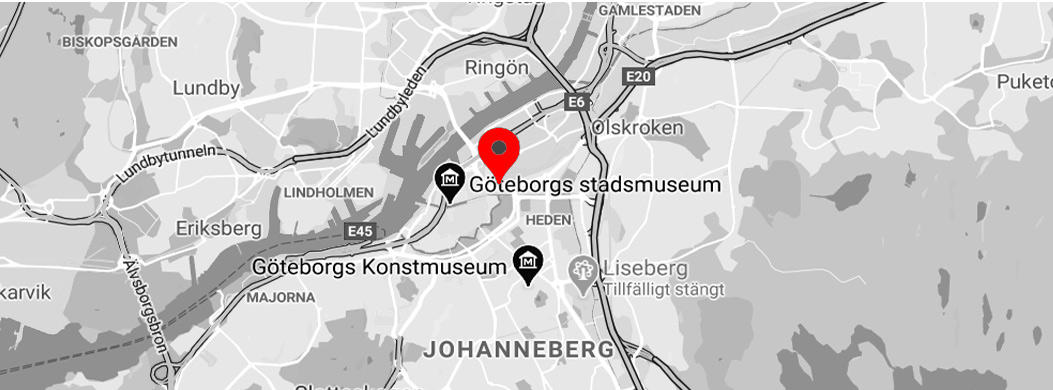 Ringstad
GAMLESTADEN
BISKOPSGÅRDEN
Ringön
E20
Puketo
Lundby
E6
Lundbyleden
Olskroken
Lundbytunneln
Göteborgs stadsmuseum
LINDHOLMEN
HEDEN
Eriksberg
E45
Göteborgs Konstmuseum
Liseberg
Tillfälligt stängt
karvik
Älvsborgsbron
MAJORNA
JOHANNEBERG